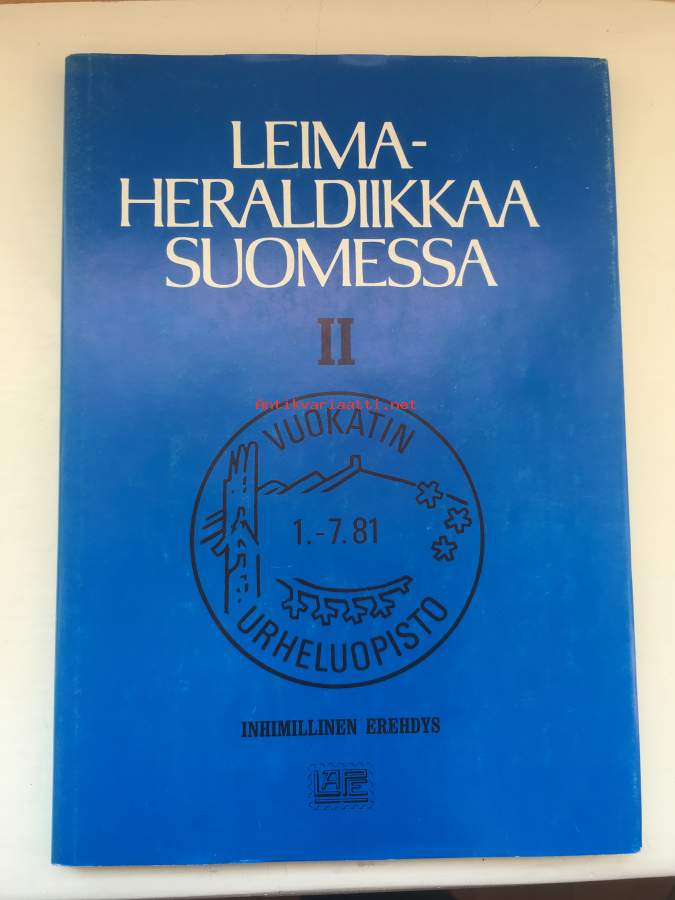 LEIMA-
HERALDIIKKAA
SUOMESSA
II
Antikvariaatti.net
VUOKATIN
1.-7.81
URHELUOPISTO
INHIMILLINEN EREHDYS
LAPE